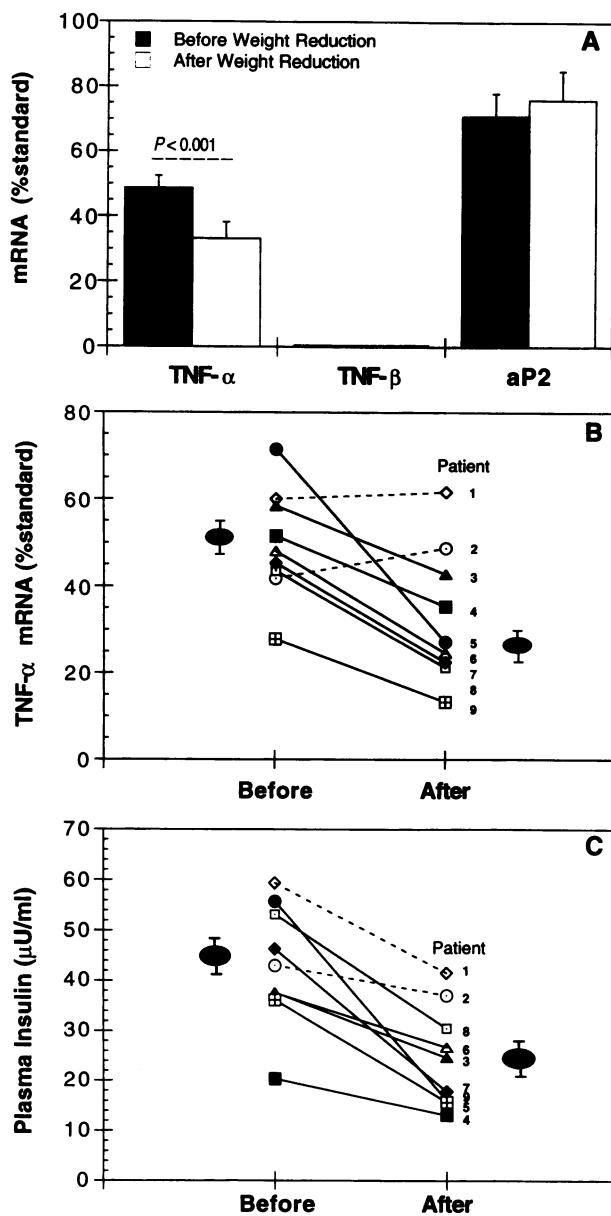 A
Before Weight Reduction
After Weight Reduction
P < 0.001
mRNA (%standard)
100
80
60
40
20
0
TNF-α TNF-β aP2
B
TNF-α mRNA (%standard)
80
60
40
20
0
Patient
1
2
3
4
5
6
7
8
9
Before After
C
Plasma Insulin (µU/ml)
70
60
50
40
30
20
10
0
Patient
1
2
8
6
3
7
9
5
4
Before After